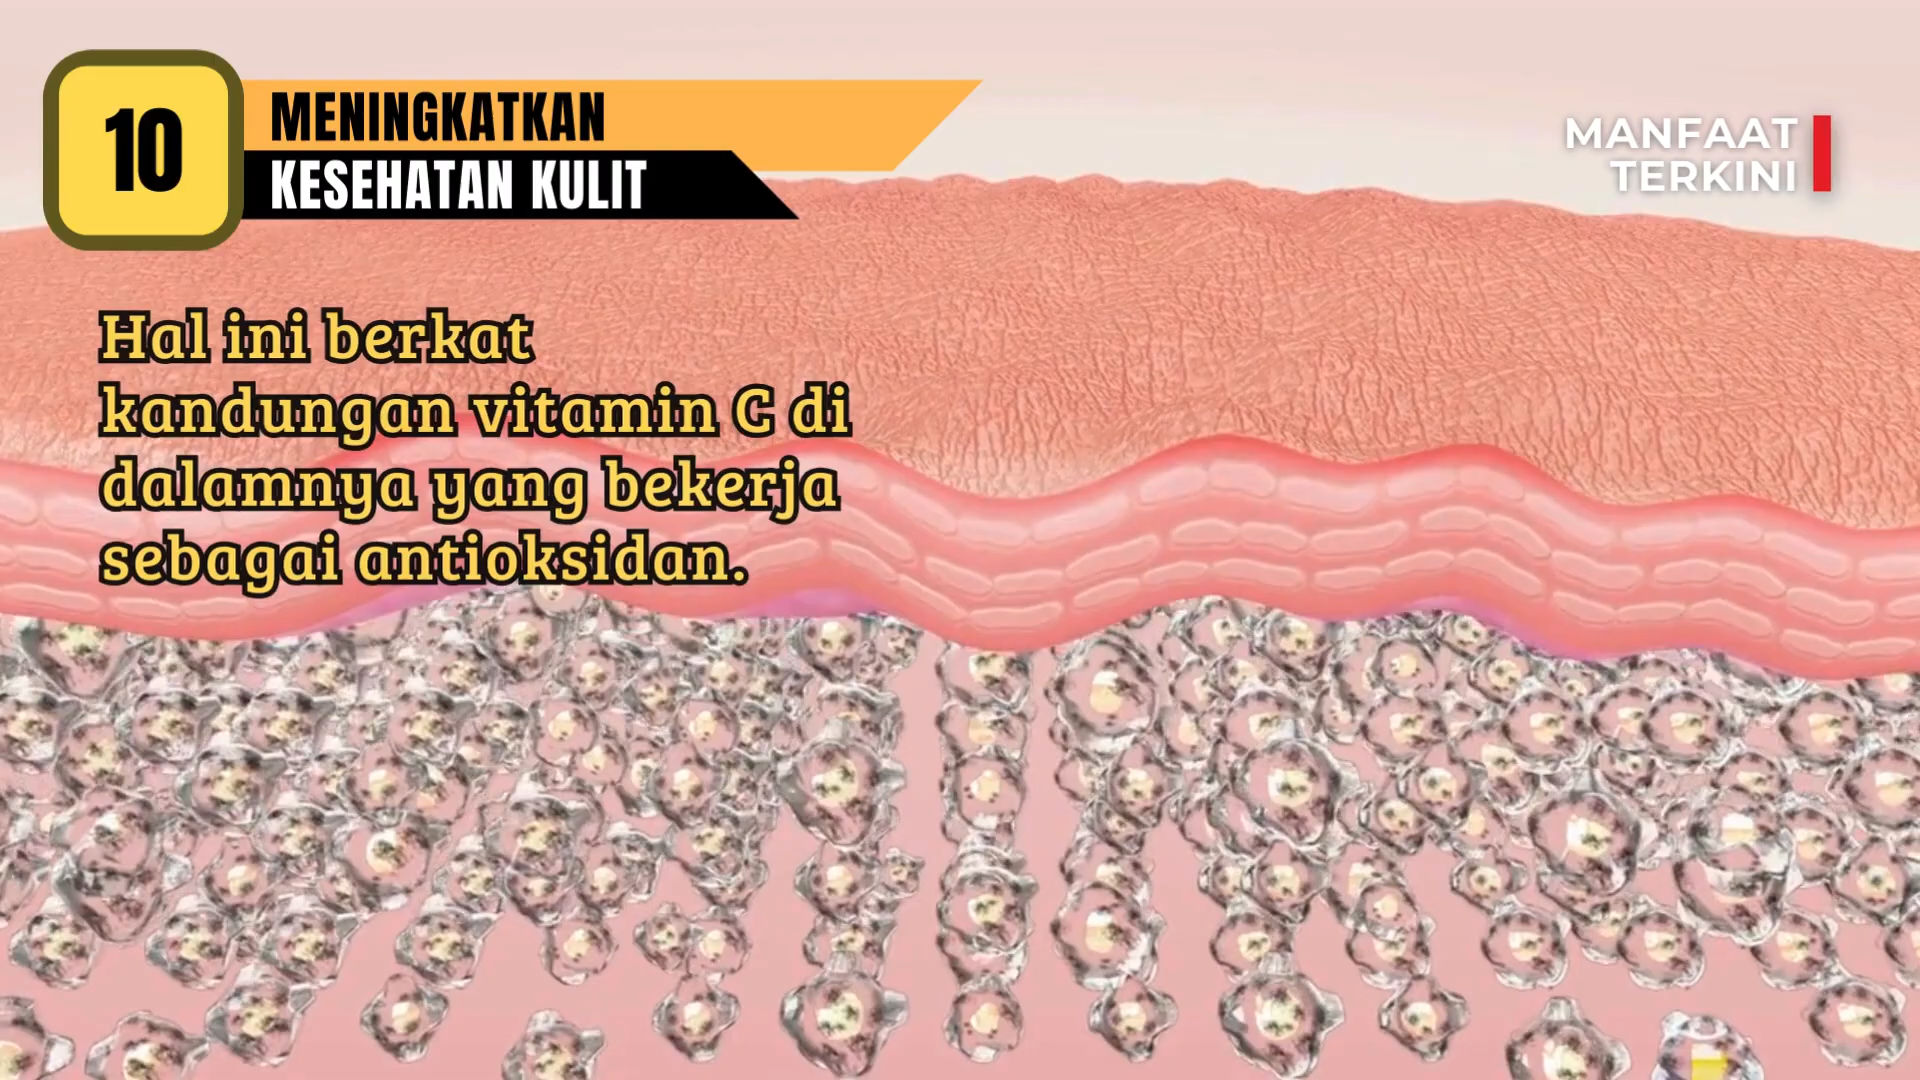 10
MENINGKATKAN
KESEHATAN KULIT
MANFAAT
TERKINI
Hal ini berkat
kandungan vitamin C di
dalamnya yang bekerja
sebagai antioksidan.